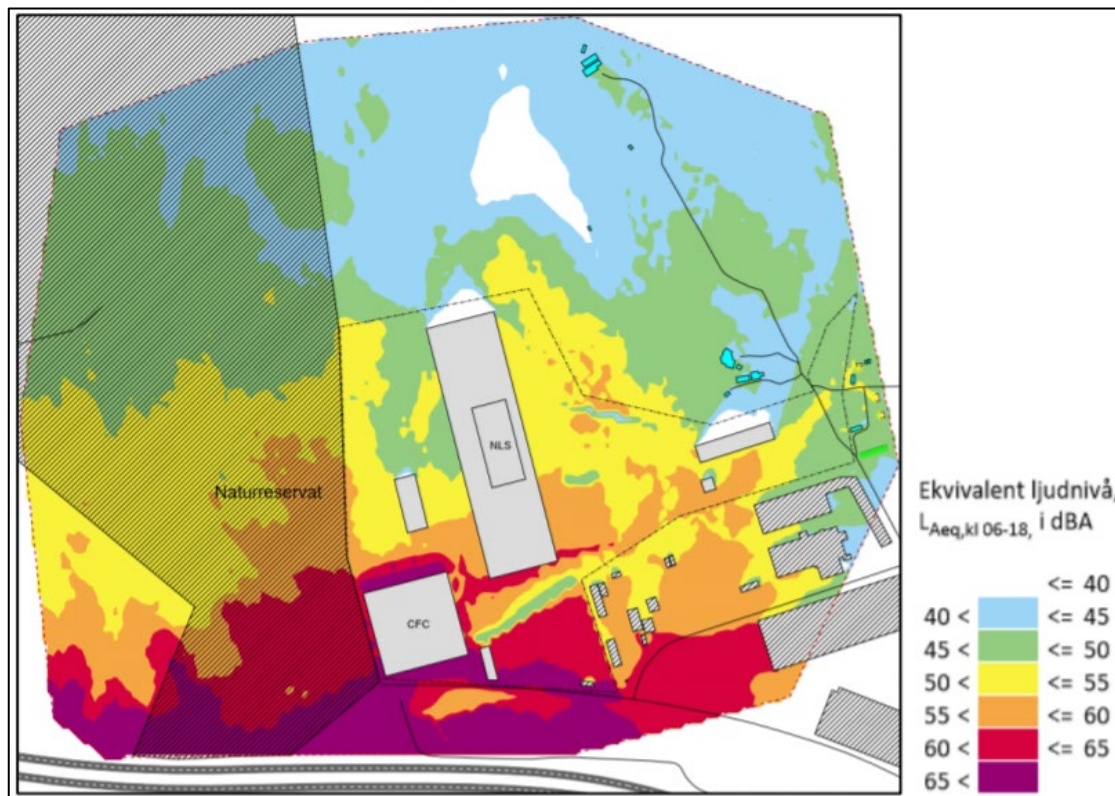 NLS
Naturreservat
CFC
Ekvivalent ljudnivå,
LAeq,kl 06-18, i dBA
<= 40
40 < <= 45
45 < <= 50
50 < <= 55
55 < <= 60
60 < <= 65
65 <